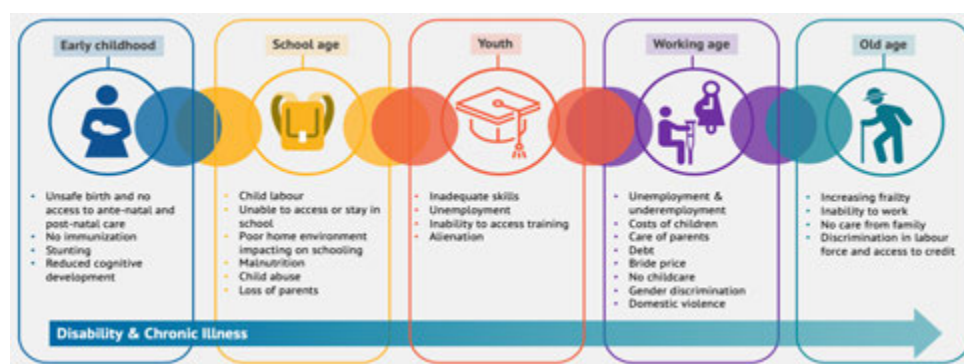 Early childhood
Unsafe birth and no
access to ante-natal and
post-natal care
No immunization
Stunting
Reduced cognitive
development
School age
Child labour
Unable to access or stay in
school
Poor home environment
impacting on schooling
Malnutrition
Child abuse
Loss of parents
Youth
Inadequate skills
Unemployment
Inability to access training
Alienation
Working age
Unemployment &
underemployment
Costs of children
Care of parents
Debt
Bride price
No childcare
Gender discrimination
Domestic violence
Old age
Increasing frailty
Inability to work
No care from family
Discrimination in labour
force and access to credit
Disability & Chronic Illness